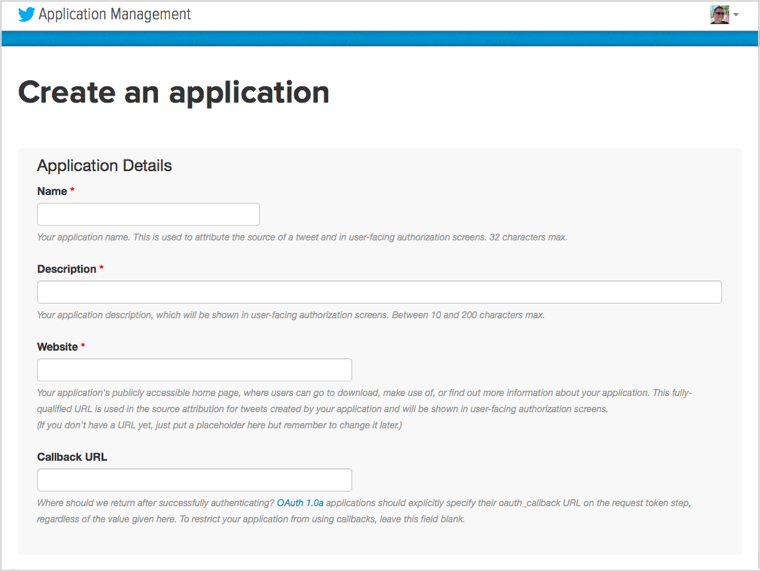 Application Management
Create an application
Application Details
Name *
Your application name. This is used to attribute the source of a tweet and in user-facing authorization screens. 32 characters max.
Description *
Your application description, which will be shown in user-facing authorization screens. Between 10 and 200 characters max.
Website *
Your application's publicly accessible home page, where users can go to download, make use of, or find out more information about your application. This fully-
qualified URL is used in the source attribution for tweets created by your application and will be shown in user-facing authorization screens.
(If you don't have a URL yet, just put a placeholder here but remember to change it later.)
Callback URL
Where should we return after successfully authenticating? OAuth 1.0a applications should explicitly specify their oauth_callback URL on the request token step,
regardless of the value given here. To restrict your application from using callbacks, leave this field blank.